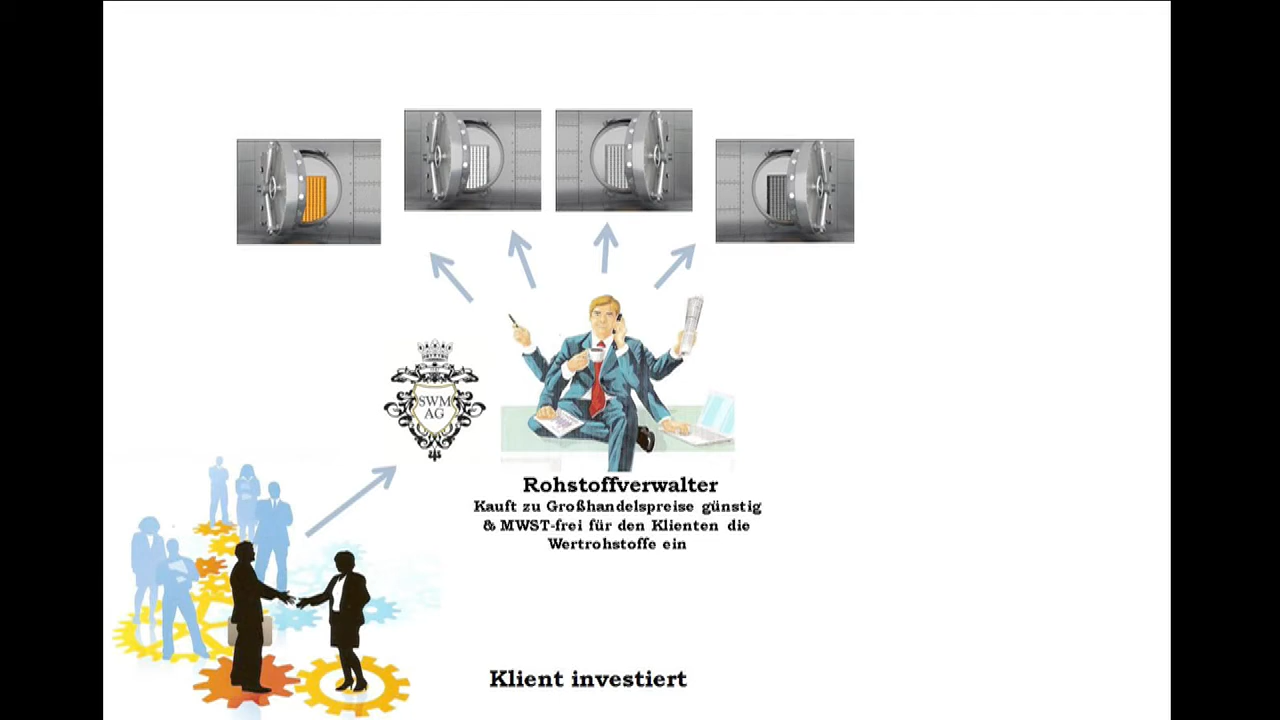 SWM
AG
Rohstoffverwalter
Kauft zu Großhandelspreise günstig
& MWST-frei für den Klienten die
Wertrohstoffe ein
Klient investiert